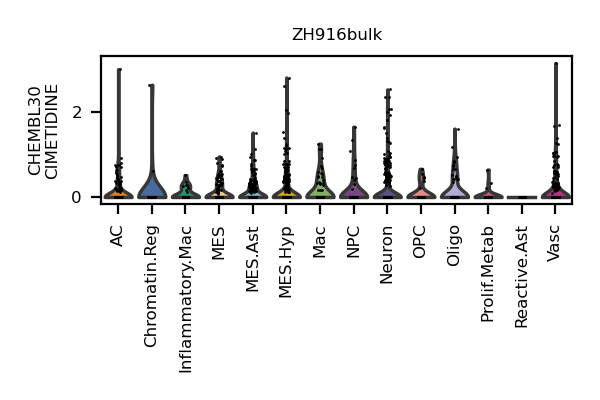 ZH916bulk
CHEMBL30
CIMETIDINE
2
0
AC
Chromatin.Reg
Inflammatory.Mac
MES
MES.Ast
MES.Hyp
Mac
NPC
Neuron
OPC
Oligo
Prolif.Metab
Reactive.Ast
Vasc